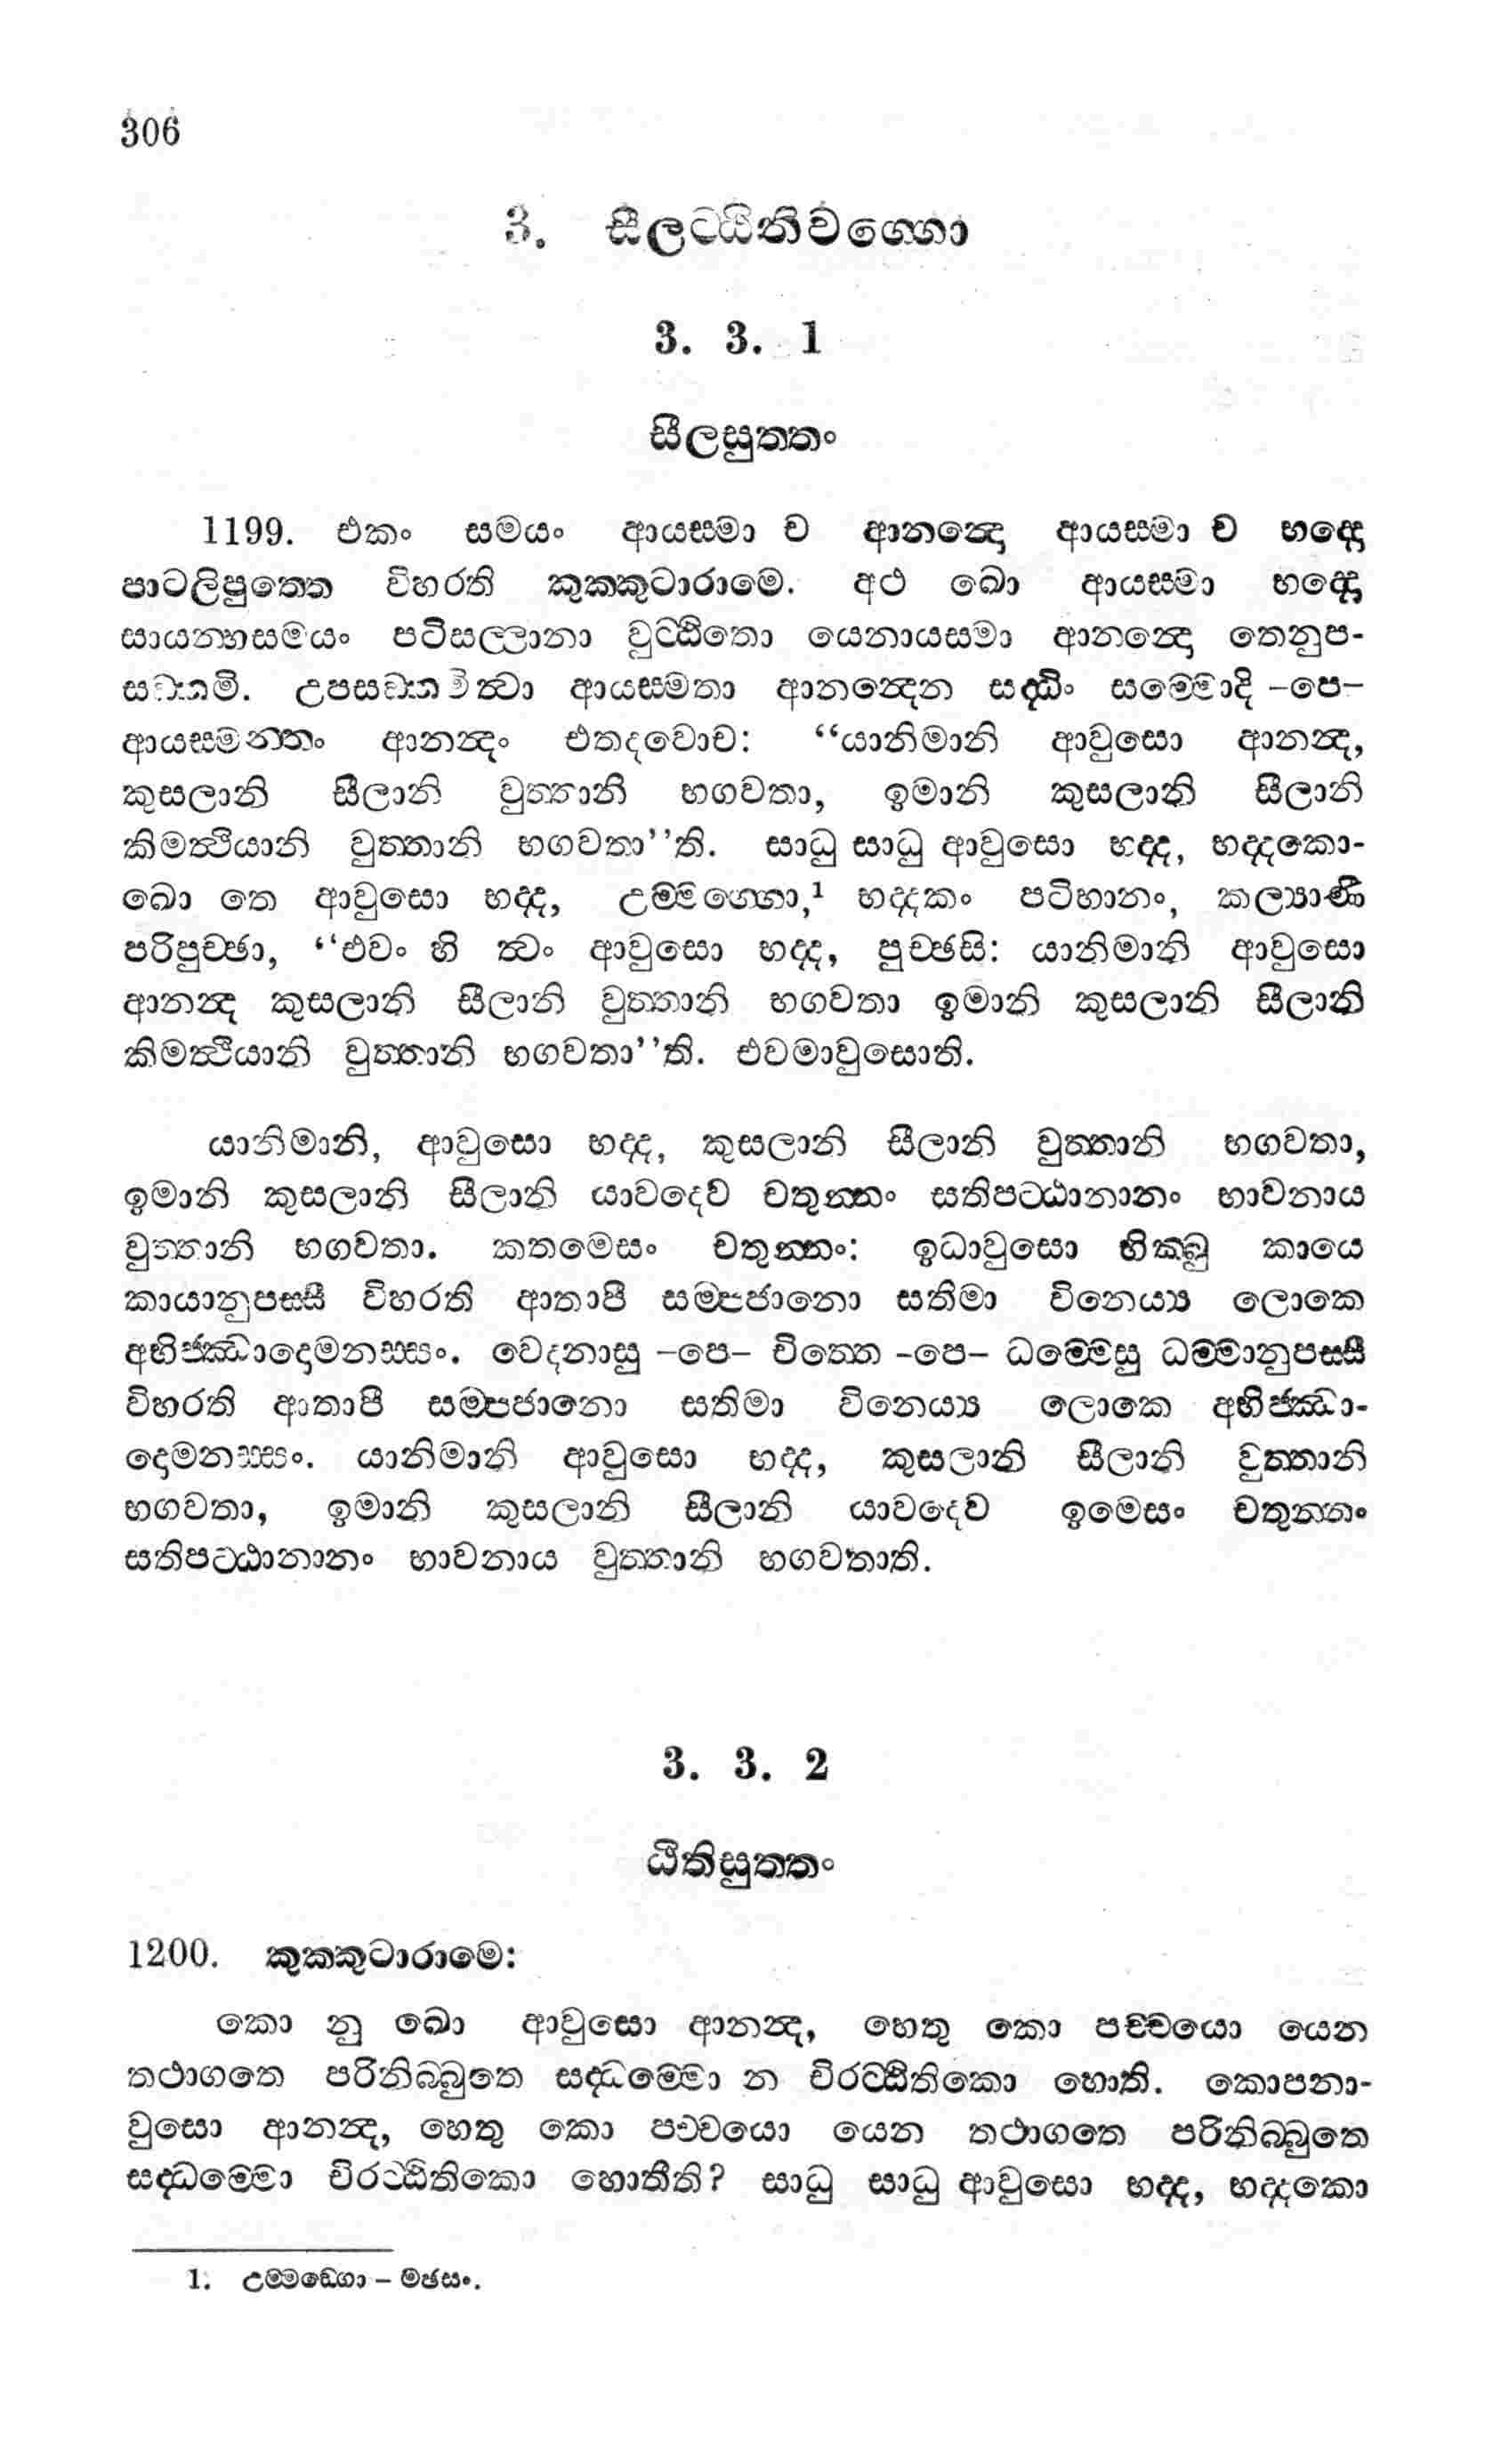 306
3. සීලට්ඨිතිවග්ගො
3. 3. 1
සීලසුත්තං
1199. එකං සමයං ආයස්මා ච ආනන්දො ආයස්මා ච භද්දො
පාටලිපුත්තෙ විහරති කුක්කුටාරාමෙ. අථ ඛො ආයස්මා භද්දො
සායන්හසමයං පටිසල්ලානා වුට්ඨිතො යෙනායස්මා ආනන්දො තෙනුප-
සඞ්කමි. උපසඞ්කමිත්වා ආයස්මතා ආනන්දෙන සද්ධිං සම්මොදි –පෙ–
ආයස්මන්තං ආනන්දං එතදවොච: “යානිමානි ආවුසො ආනන්ද,
කුසලානි සීලානි වුත්තානි භගවතා, ඉමානි කුසලානි සීලානි
කිමත්ථියානි වුත්තානි භගවතා’’ති. සාධු සාධු ආවුසො භද්ද, භද්දකො-
ඛො තෙ ආවුසො භද්ද, උම්මග්ගො,¹ භද්දකං පටිභානං, කල්‍යාණී
පරිපුච්ඡා, ‘‘එවං හි ත්වං ආවුසො භද්ද, පුච්ඡසි: යානිමානි ආවුසො
ආනන්ද කුසලානි සීලානි වුත්තානි භගවතා ඉමානි කුසලානි සීලානි
කිමත්ථියානි වුත්තානි භගවතා’’ති. එවමාවුසොති.
යානිමානි, ආවුසො භද්ද, කුසලානි සීලානි වුත්තානි භගවතා,
ඉමානි කුසලානි සීලානි යාවදෙව චතුන්නං සතිපට්ඨානානං භාවනාය
වුත්තානි භගවතා. කතමෙසං චතුන්නං: ඉධාවුසො භික්ඛු කායෙ
කායානුපස්සී විහරති ආතාපී සම්පජානො සතිමා විනෙය්‍ය ලොකෙ
අභිජ්ඣාදොමනස්සං. වෙදනාසු –පෙ– චිත්තෙ –පෙ– ධම්මෙසු ධම්මානුපස්සී
විහරති ආතාපී සම්පජානො සතිමා විනෙය්‍ය ලොකෙ අභිජ්ඣා-
දොමනස්සං. යානිමානි ආවුසො භද්ද, කුසලානි සීලානි වුත්තානි
භගවතා, ඉමානි කුසලානි සීලානි යාවදෙව ඉමෙසං චතුන්නං
සතිපට්ඨානානං භාවනාය වුත්තානි භගවතාති.
3. 3. 2
ඨිතිසුත්තං
1200. කුක්කුටාරාමෙ:
කො නු ඛො ආවුසො ආනන්ද, හෙතු කො පච්චයො යෙන
තථාගතෙ පරිනිබ්බුතෙ සද්ධම්මො න චිරට්ඨිතිකො හොති. කොපනා-
වුසො ආනන්ද, හෙතු කො පච්චයො යෙන තථාගතෙ පරිනිබ්බුතෙ
සද්ධම්මො චිරට්ඨිතිකො හොතීති? සාධු සාධු ආවුසො භද්ද, භද්දකො
1. උම්මඞ්ගො – මඡසං.